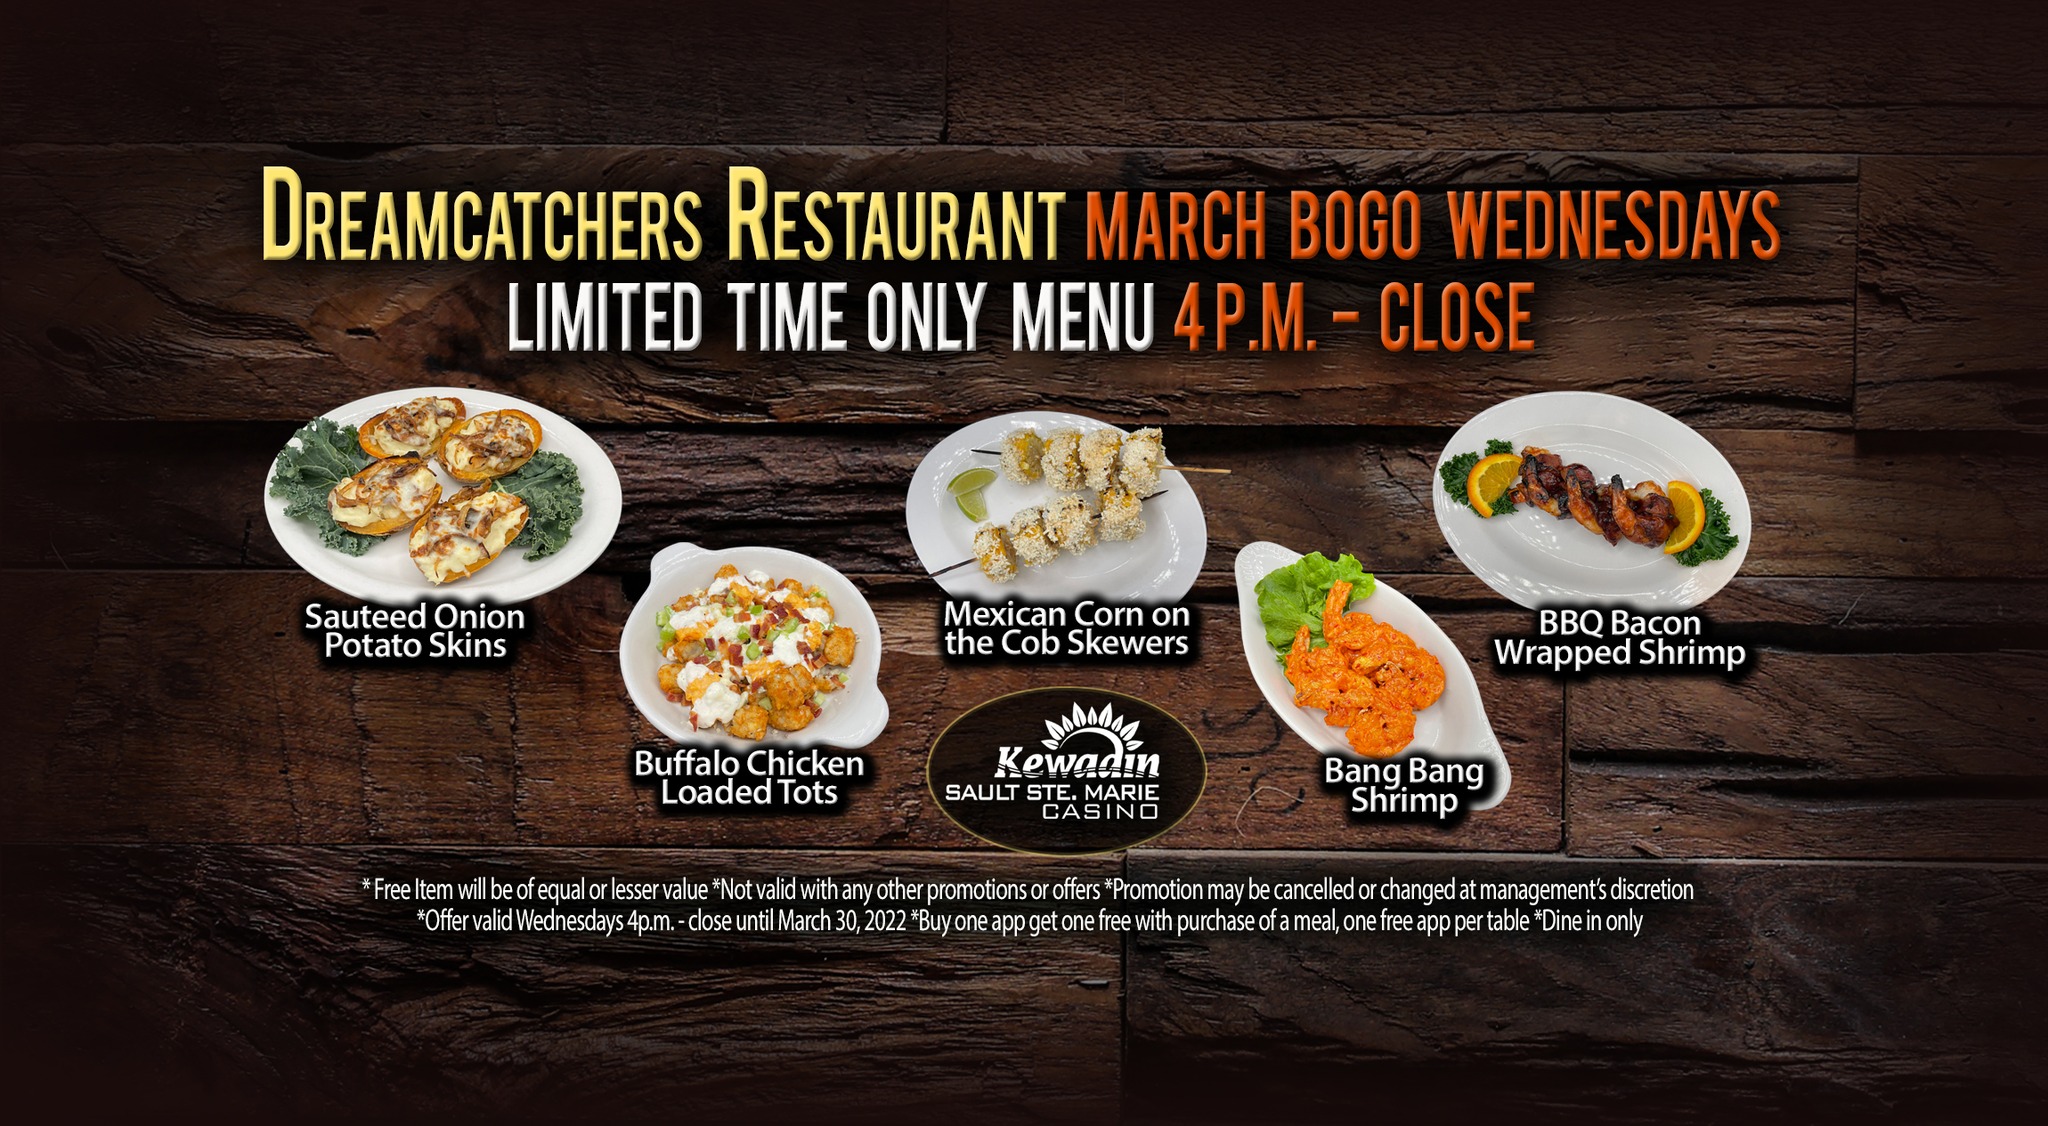 DREAMCATCHERS RESTAURANT MARCH BOGO WEDNESDAYS
LIMITED TIME ONLY MENU 4 P.M. - CLOSE
Sauteed Onion
Potato Skins
Buffalo Chicken
Loaded Tots
Mexican Corn on
the Cob Skewers
Bang Bang
Shrimp
BBQ Bacon
Wrapped Shrimp
Kewadin
SAULT STE. MARIE
CASINO
* Free Item will be of equal or lesser value *Not valid with any other promotions or offers *Promotion may be cancelled or changed at management's discretion
*Offer valid Wednesdays 4p.m. - close until March 30, 2022 *Buy one app get one free with purchase of a meal, one free app per table *Dine in only